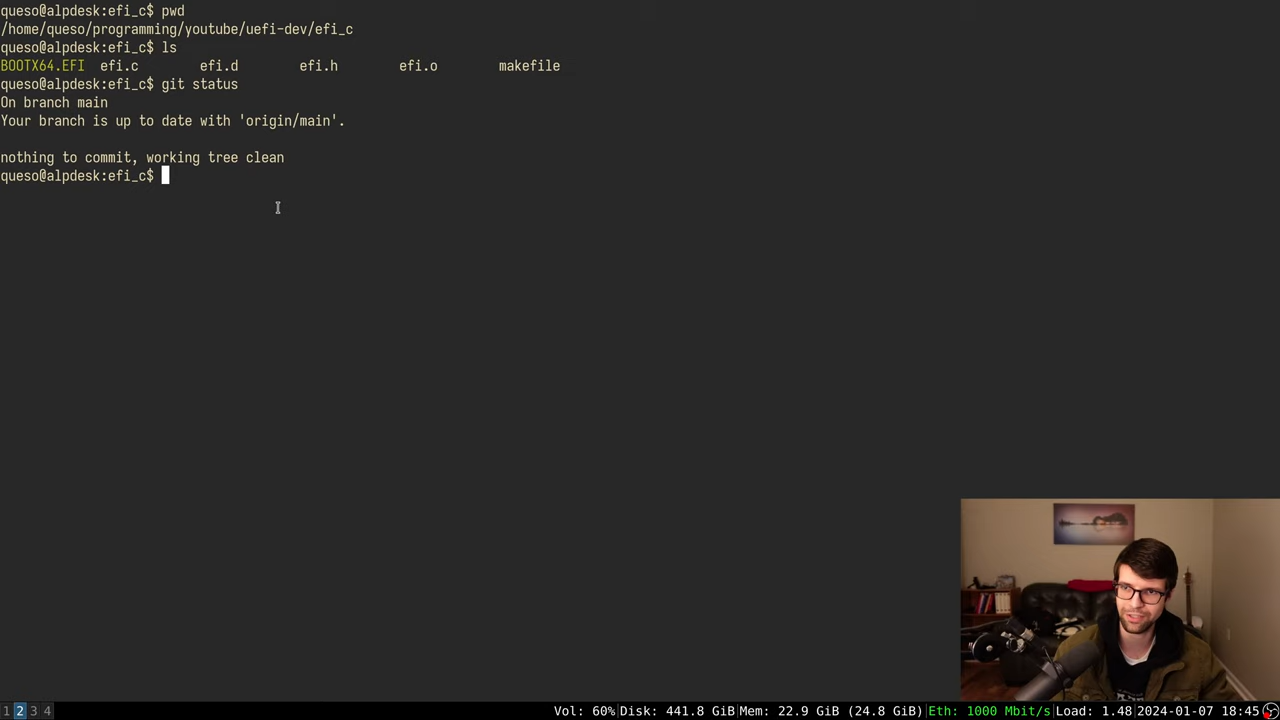 queso@alpdesk:efi_c$ pwd
/home/queso/programming/youtube/uefi-dev/efi_c
queso@alpdesk:efi_c$ ls
BOOTX64.EFI  efi.c        efi.d        efi.h        efi.o        makefile
queso@alpdesk:efi_c$ git status
On branch main
Your branch is up to date with 'origin/main'.
nothing to commit, working tree clean
queso@alpdesk:efi_c$
1 2 3 4 Vol: 60%|Disk: 441.8 GiB|Mem: 22.9 GiB (24.8 GiB)|Eth: 1000 Mbit/s|Load: 1.48|2024-01-07 18:45